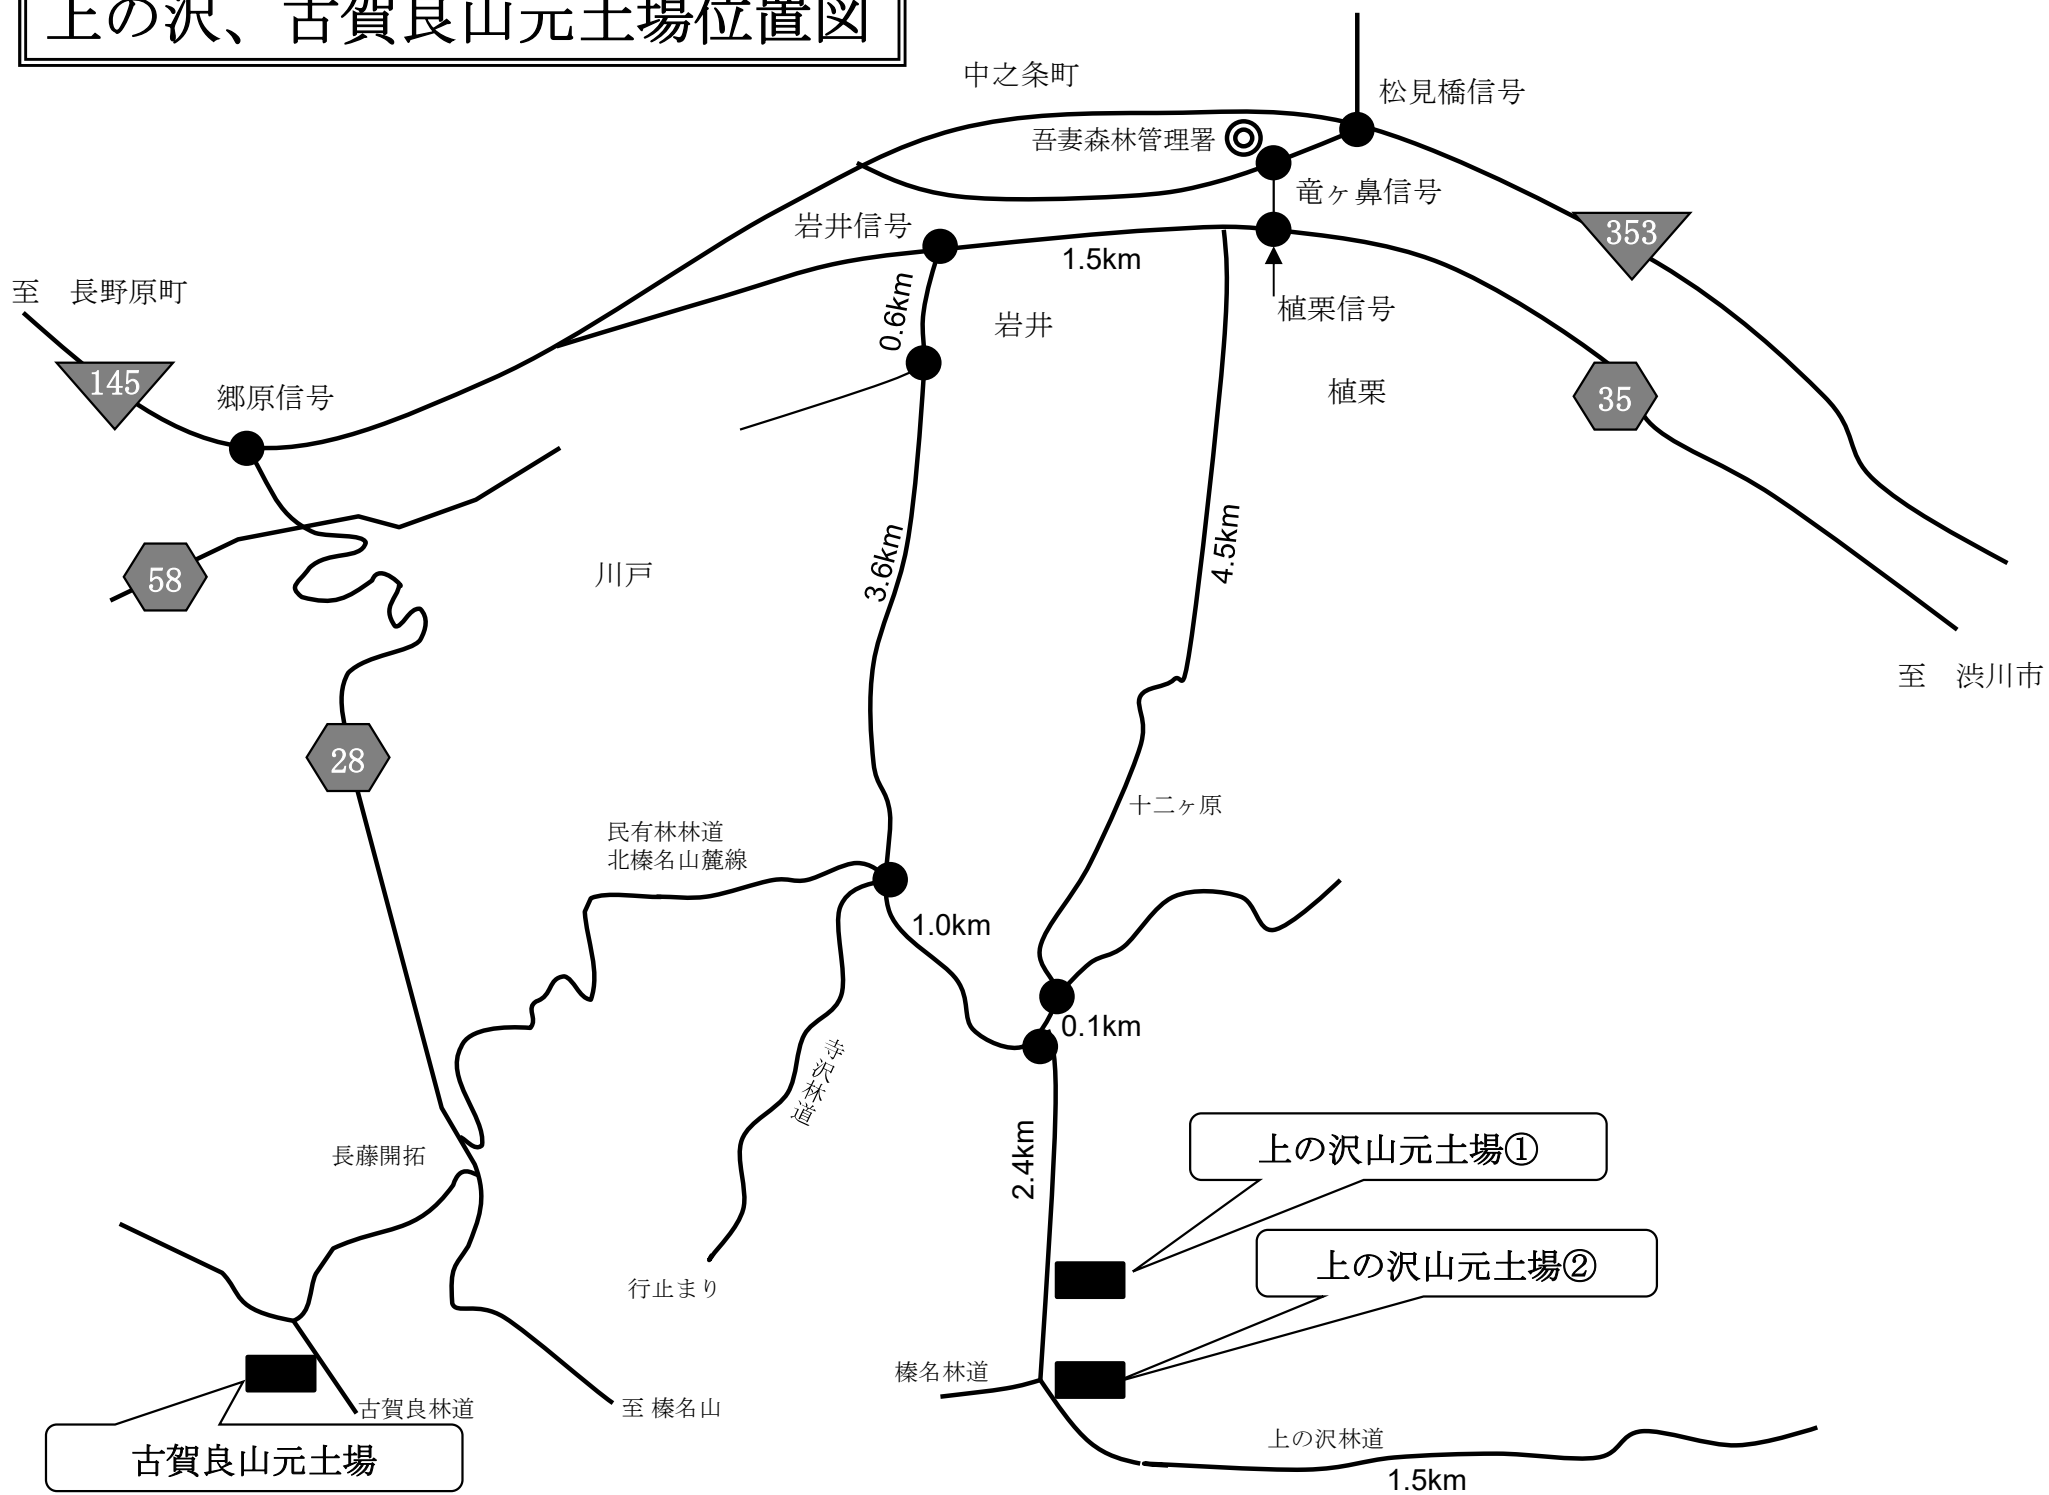 上の沢、古賀良山元土場位置図
中之条町
松見橋信号
吾妻森林管理署
竜ヶ鼻信号
岩井信号
353
1.5km
至　長野原町
0.6km
植栗信号
岩井
145
郷原信号
植栗
35
4.5km
3.6km
58
川戸
至　渋川市
28
十二ヶ原
民有林林道
北榛名山麓線
1.0km
0.1km
寺沢林道
長藤開拓
2.4km
上の沢山元土場①
上の沢山元土場②
行止まり
榛名林道
古賀良林道
至 榛名山
上の沢林道
古賀良山元土場
1.5km